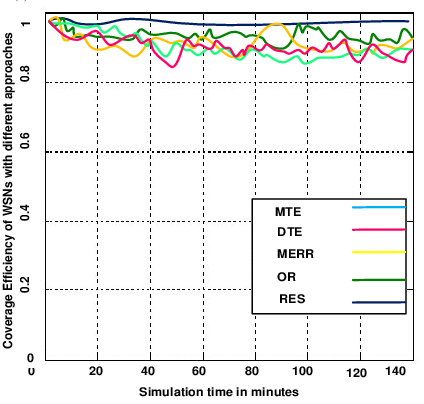 Coverage Efficiency of WSNs with different approaches
1
0.8
0.6
0.4
0.2
0
MTE
DTE
MERR
OR
RES
0 20 40 60 80 100 120 140
Simulation time in minutes